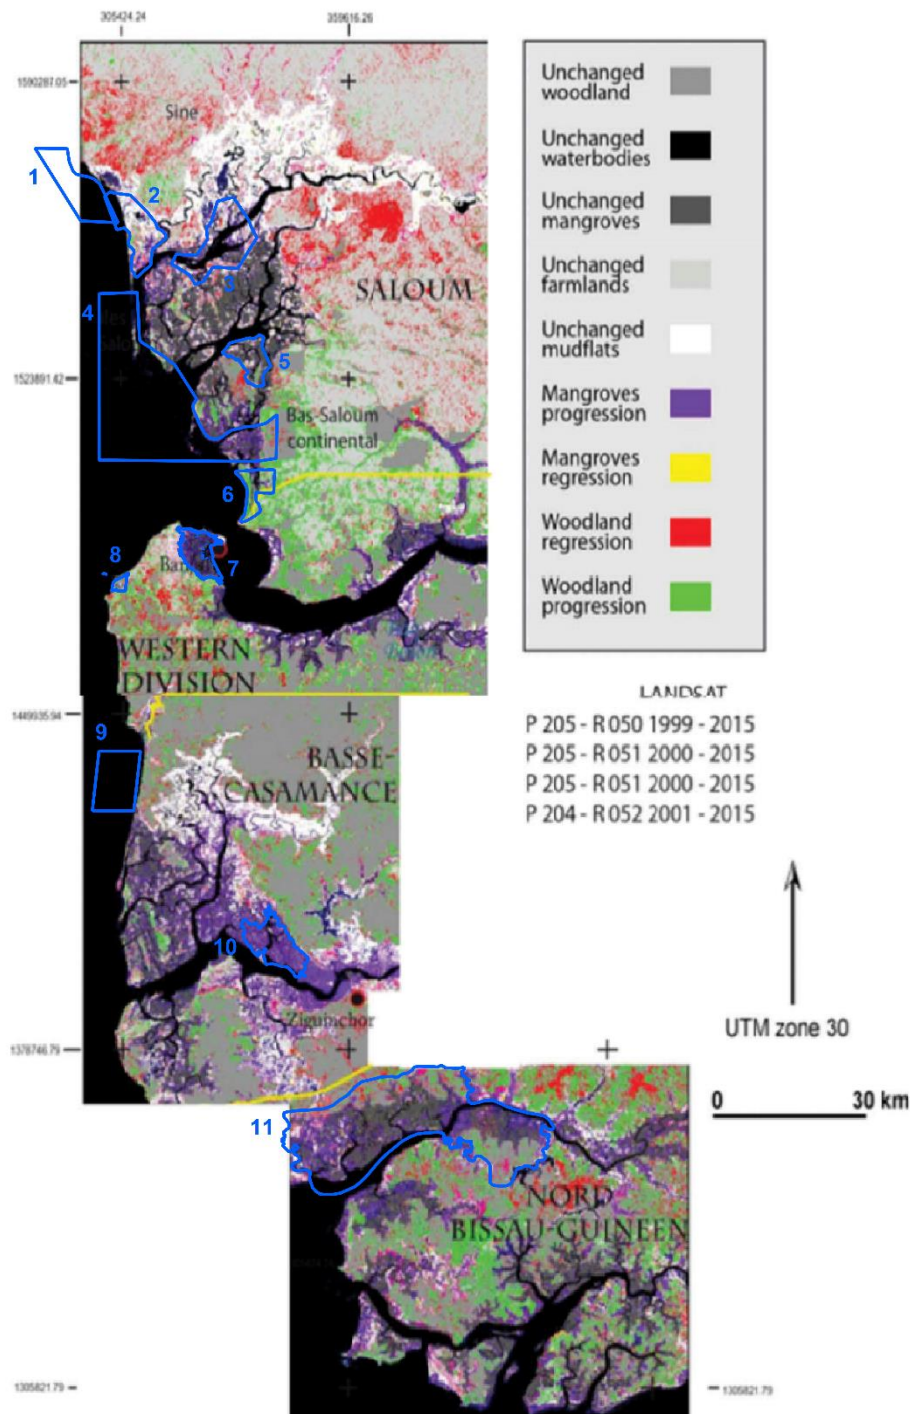 305424.24
359616.26
1590287.05
Sine
Unchanged
woodland
Unchanged
waterbodies
Unchanged
mangroves
Unchanged
farmlands
Unchanged
mudflats
Mangroves
progression
Mangroves
regression
Woodland
regression
Woodland
progression
1
2
3
SALOUM
4
5
1523891.42
Bas-Saloum
continental
6
8
7
WESTERN
DIVISION
LANDSAT
P 205 - R 050 1999 - 2015
P 205 - R 051 2000 - 2015
P 205 - R 051 2000 - 2015
P 204 - R 052 2001 - 2015
1449935.94
9
BASSE-
CASAMANCE
10
Ziguinchor
UTM zone 30
1378746.79
0 30 km
11
NORD
BISSAU-GUINEEN
1305821.79
1305821.79